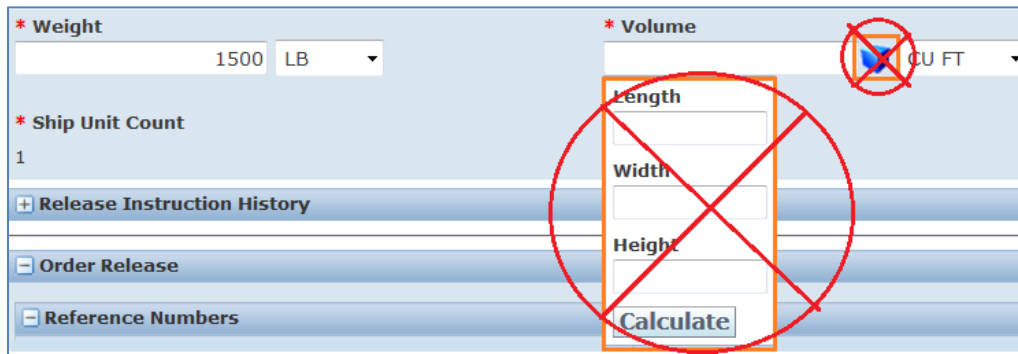 * Weight
* Volume
1500 LB
CU FT
Length
* Ship Unit Count
1
Width
Release Instruction History
Height
Order Release
Reference Numbers
Calculate